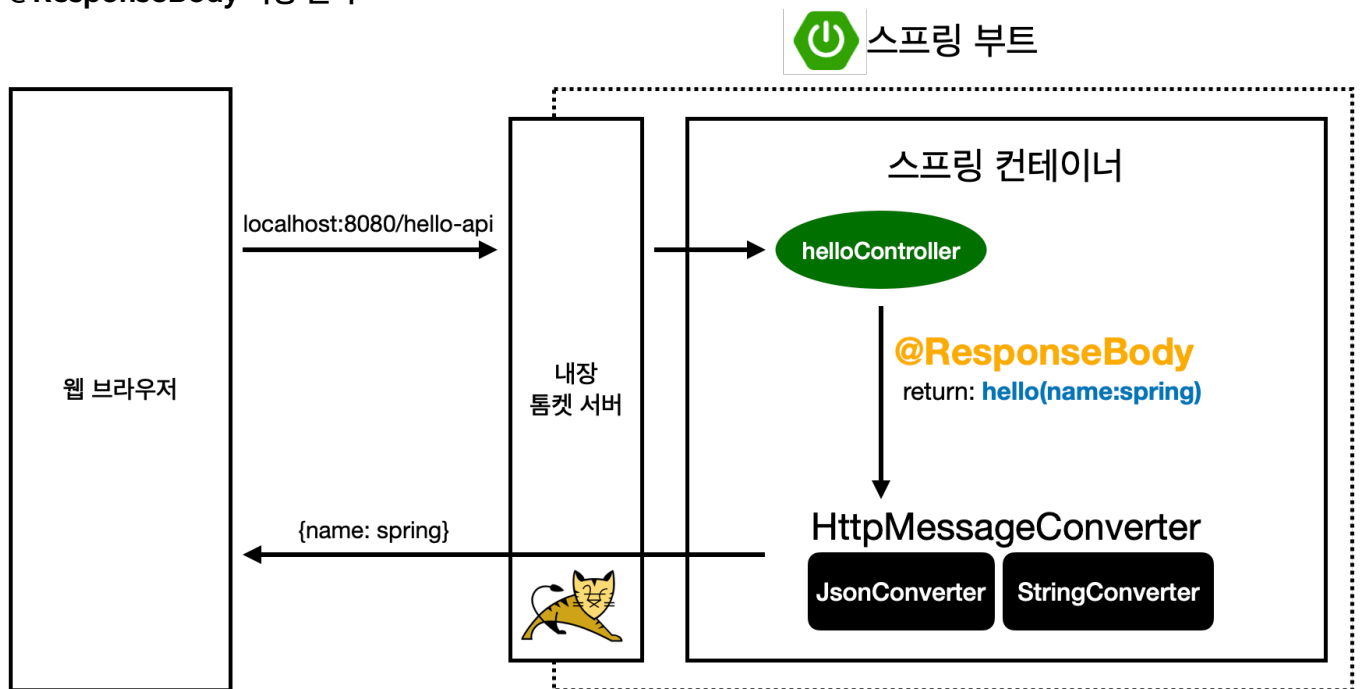 @ResponseBody
스프링 부트
스프링 컨테이너
localhost:8080/hello-api
helloController
@ResponseBody
return: hello(name:spring)
웹 브라우저
내장
톰켓 서버
{name: spring}
HttpMessageConverter
JsonConverter
StringConverter